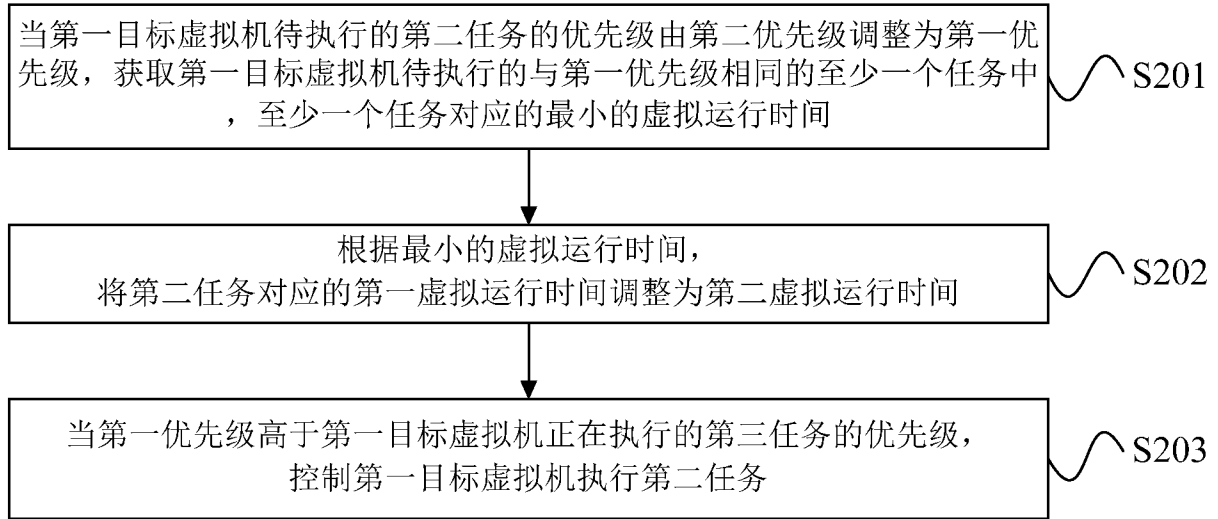 当第一目标虚拟机待执行的第二任务的优先级由第二优先级调整为第一优
先级，获取第一目标虚拟机待执行的与第一优先级相同的至少一个任务中
，至少一个任务对应的最小的虚拟运行时间
S201
根据最小的虚拟运行时间，
将第二任务对应的第一虚拟运行时间调整为第二虚拟运行时间
S202
当第一优先级高于第一目标虚拟机正在执行的第三任务的优先级，
控制第一目标虚拟机执行第二任务
S203